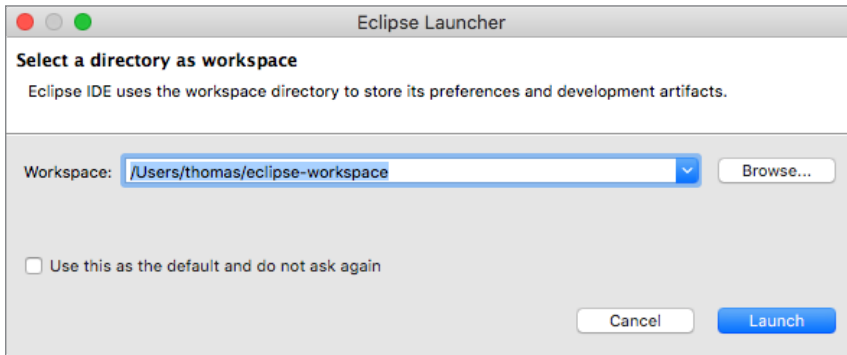 Eclipse Launcher
Select a directory as workspace
Eclipse IDE uses the workspace directory to store its preferences and development artifacts.
Workspace: /Users/thomas/eclipse-workspace Browse...
Use this as the default and do not ask again
Cancel Launch